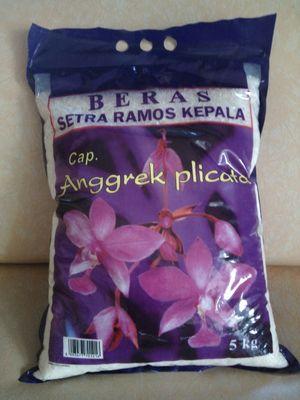 BERAS
SETRA RAMOS KEPALA
Cap.
Anggrek plicata
5 kg